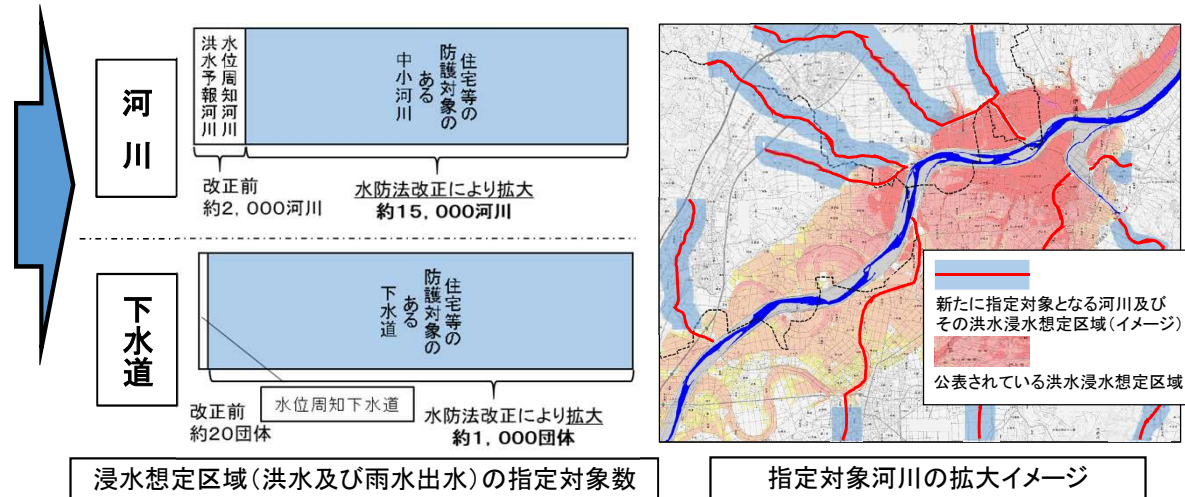 河川
洪水予報河川
水位周知河川
住宅等の
防護対象の
ある
中小河川
改正前
約2,000河川
水防法改正により拡大
約15,000河川
下水道
住宅等の
防護対象の
ある
下水道
水位周知下水道
改正前
約20団体
水防法改正により拡大
約1,000団体
浸水想定区域(洪水及び雨水出水)の指定対象数
新たに指定対象となる河川及び
その洪水浸水想定区域(イメージ)
公表されている洪水浸水想定区域
指定対象河川の拡大イメージ